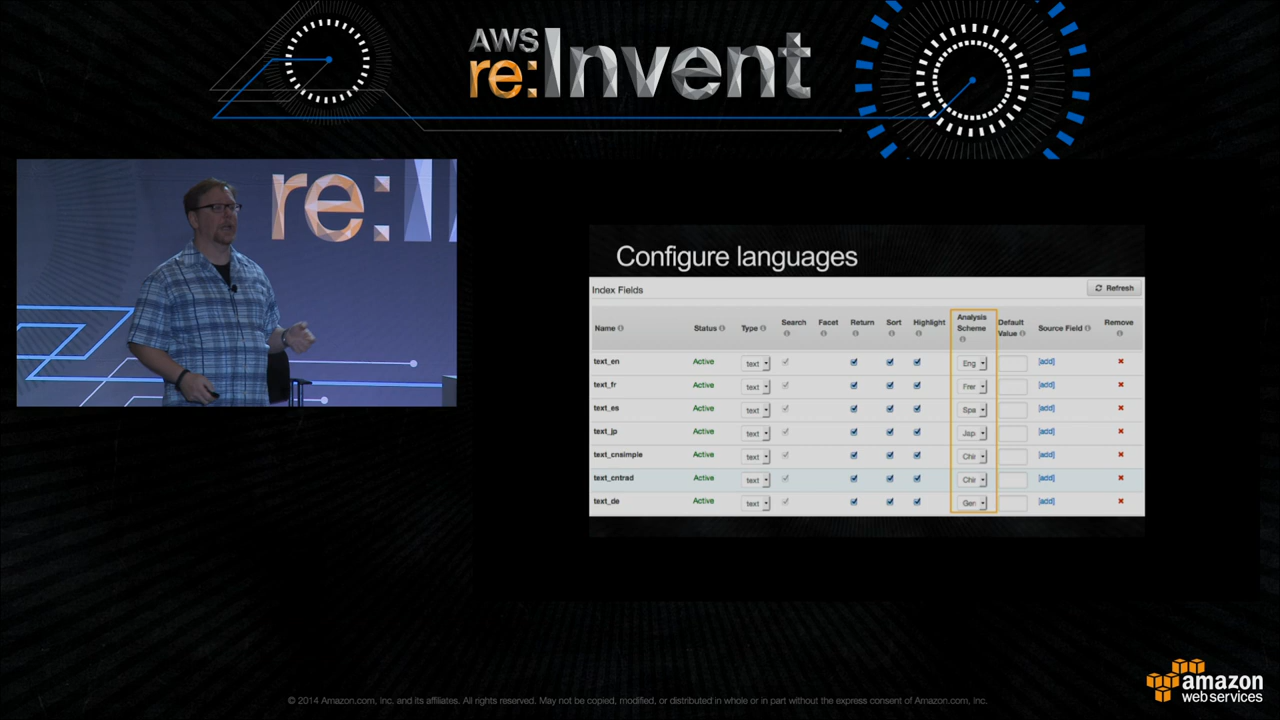 AWS
re:Invent
re:I
Configure languages
Index Fields
Refresh
Name Status Type Search Facet Return Sort Highlight Analysis Scheme Default Value Source Field Remove
text_en Active text Eng [add]
text_fr Active text Fren [add]
text_es Active text Spa [add]
text_jp Active text Jap [add]
text_cnsimple Active text Chi [add]
text_cntrad Active text Chi [add]
text_de Active text Ger [add]
© 2014 Amazon.com, Inc. and its affiliates. All rights reserved. May not be copied, modified, or distributed in whole or in part without the express consent of Amazon.com, Inc.
amazon
web services